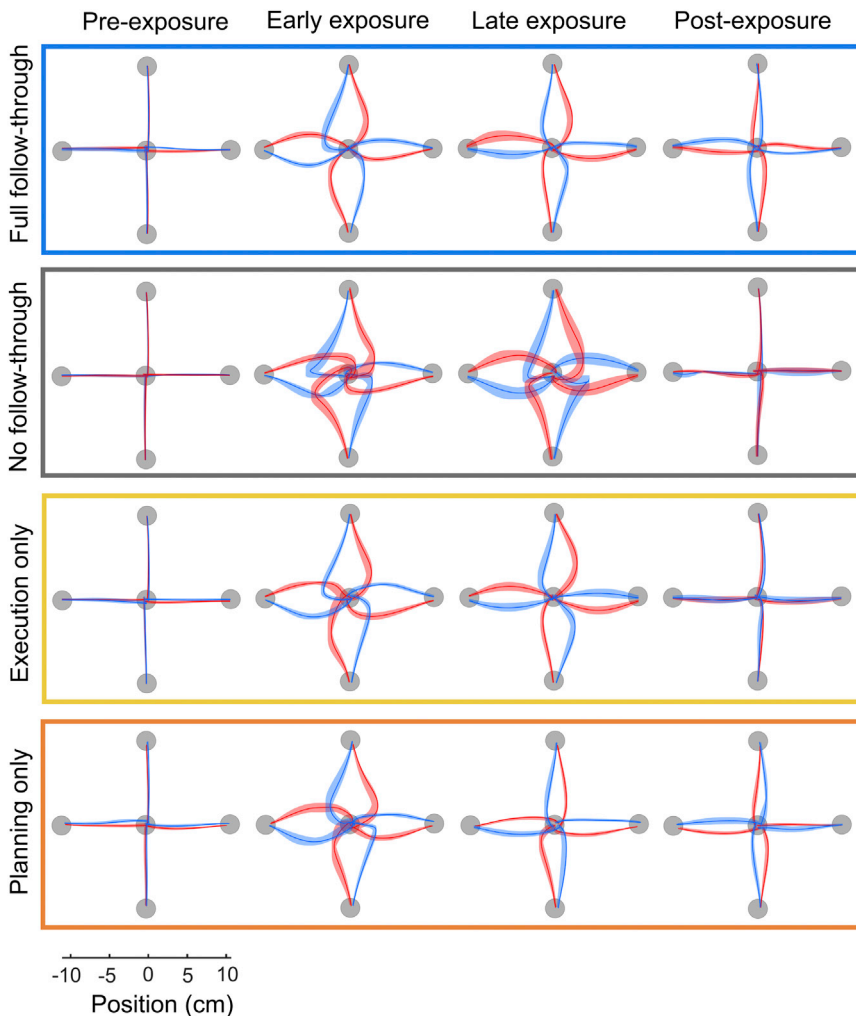 Pre-exposure Early exposure Late exposure Post-exposure
Full follow-through
No follow-through
Execution only
Planning only
-10 -5 0 5 10
Position (cm)